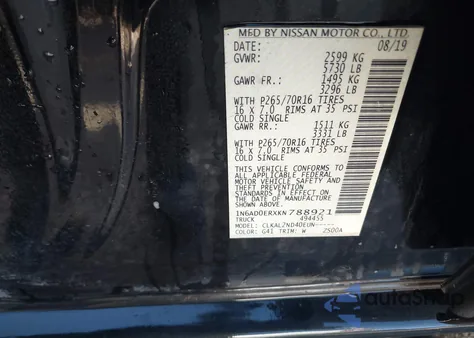 MFD BY NISSAN MOTOR CO., LTD.
DATE: 08/19
GVWR: 2599 KG
5730 LB
GAWR FR.: 1495 KG
3296 LB
WITH P265/70R16 TIRES
16 X 7.0 RIMS AT 35 PSI
COLD SINGLE
GAWR RR.: 1511 KG
3331 LB
WITH P265/70R16 TIRES
16 X 7.0 RIMS AT 35 PSI
COLD SINGLE
THIS VEHICLE CONFORMS TO
ALL APPLICABLE FEDERAL
MOTOR VEHICLE SAFETY
STANDARDS IN EFFECT ON
THE DATE OF MANUFACTURE
SHOWN ABOVE.
1N6AD0ERXKN788921
TRUCK 494455
MODEL: CLKALZND4DEUN-----
COLOR: G41 TRIM: W 2500A
autaShop